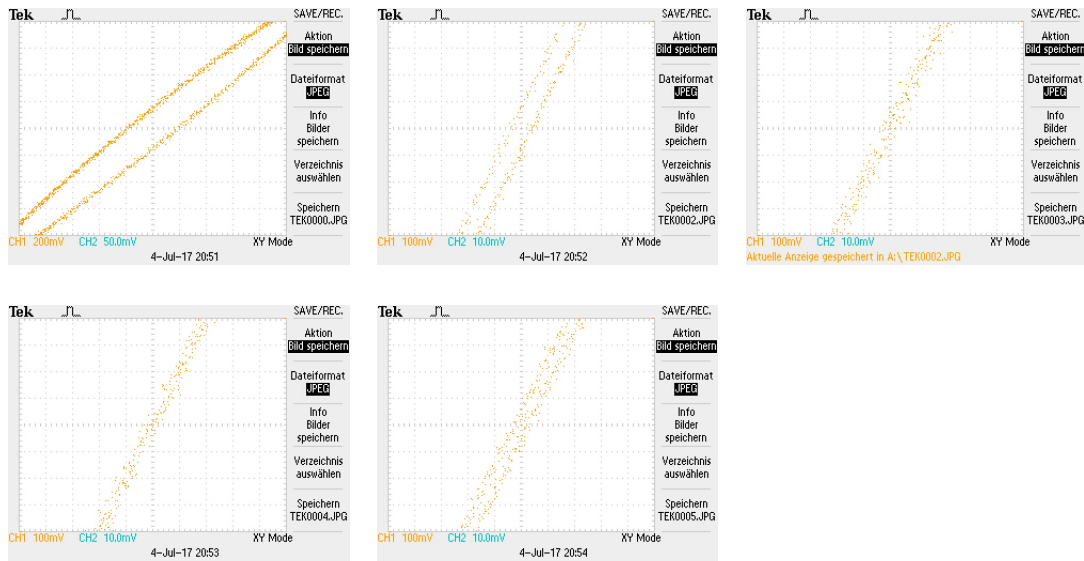 Tek SAVE/REC.
Aktion
Bild speichern
Dateiformat
JPEG
Info
Bilder
speichern
Verzeichnis
auswählen
Speichern
TEK0000.JPG
CH1 200mV CH2 50.0mV XY Mode
4-Jul-17 20:51
Tek SAVE/REC.
Aktion
Bild speichern
Dateiformat
JPEG
Info
Bilder
speichern
Verzeichnis
auswählen
Speichern
TEK0002.JPG
CH1 100mV CH2 10.0mV XY Mode
4-Jul-17 20:52
Tek SAVE/REC.
Aktion
Bild speichern
Dateiformat
JPEG
Info
Bilder
speichern
Verzeichnis
auswählen
Speichern
TEK0003.JPG
CH1 100mV CH2 10.0mV XY Mode
Aktuelle Anzeige gespeichert in A:\TEK0002.JPG
Tek SAVE/REC.
Aktion
Bild speichern
Dateiformat
JPEG
Info
Bilder
speichern
Verzeichnis
auswählen
Speichern
TEK0004.JPG
CH1 100mV CH2 10.0mV XY Mode
4-Jul-17 20:53
Tek SAVE/REC.
Aktion
Bild speichern
Dateiformat
JPEG
Info
Bilder
speichern
Verzeichnis
auswählen
Speichern
TEK0005.JPG
CH1 100mV CH2 10.0mV XY Mode
4-Jul-17 20:54